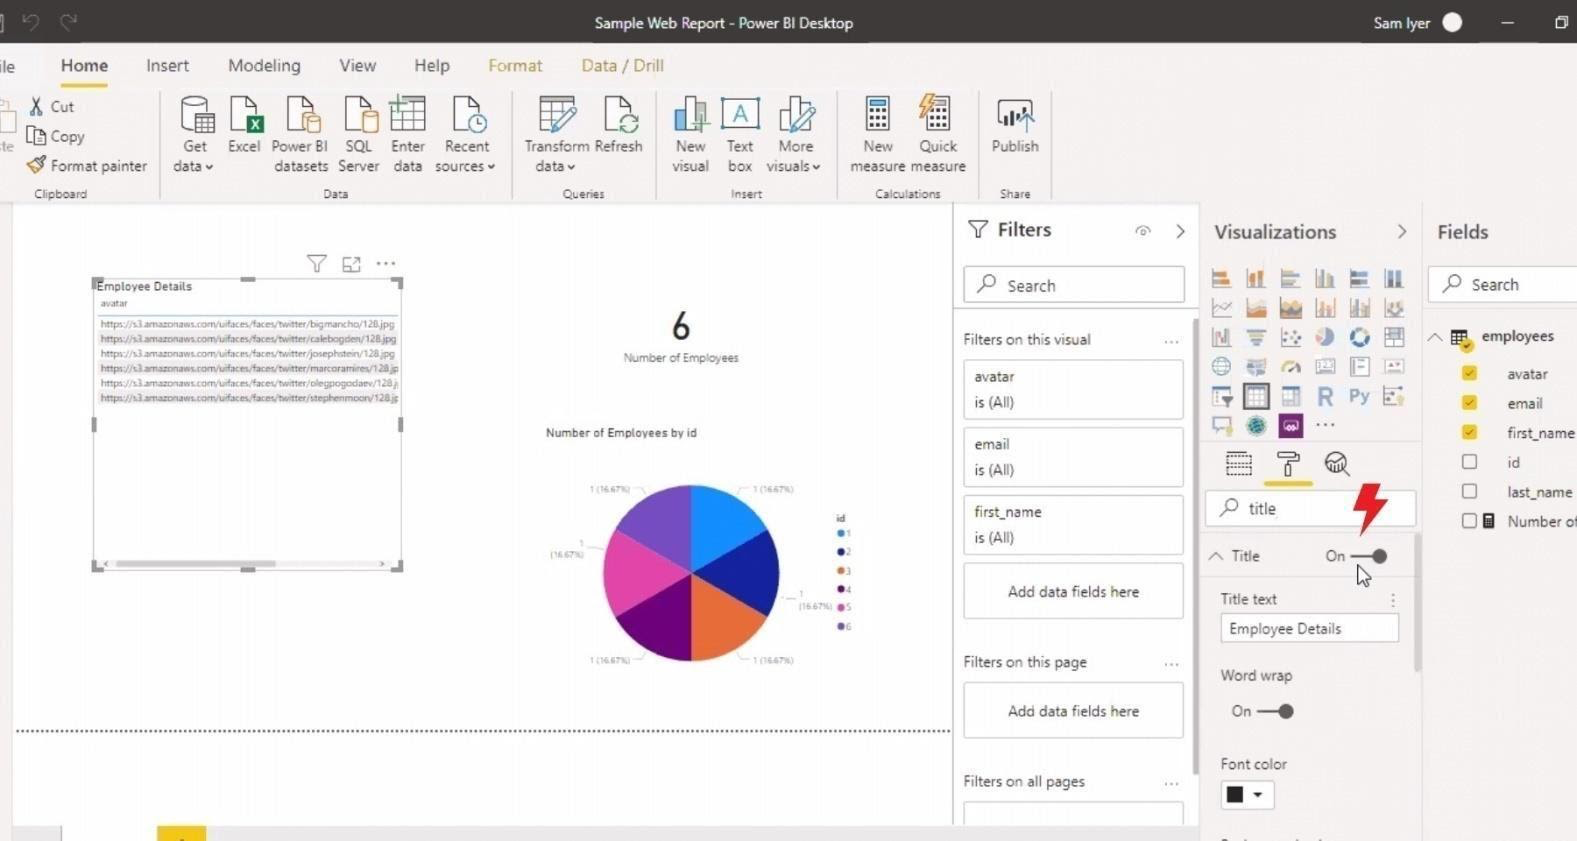 Sample Web Report - Power BI Desktop
Sam Iyer
Home Insert Modeling View Help Format Data / Drill
Cut
Copy
Format painter
Clipboard
Get data
Excel
Power BI datasets
SQL Server
Enter data
Recent sources
Data
Transform data
Refresh
Queries
New visual
Text box
More visuals
Insert
New measure
Quick measure
Calculations
Publish
Share
Employee Details
avatar
https://s3.amazonaws.com/uifaces/faces/twitter/bigmancho/128.jpg
https://s3.amazonaws.com/uifaces/faces/twitter/calebogden/128.jpg
https://s3.amazonaws.com/uifaces/faces/twitter/josephstein/128.jpg
https://s3.amazonaws.com/uifaces/faces/twitter/marcoramires/128.jp
https://s3.amazonaws.com/uifaces/faces/twitter/olegpogodaev/128.j
https://s3.amazonaws.com/uifaces/faces/twitter/stephenmoon/128.jp
6
Number of Employees
Number of Employees by id
1 (16.67%)
1 (16.67%)
1
(16.67%)
1
(16.67%)
1 (16.67%)
1 (16.67%)
id
1
2
3
4
5
6
Filters
Search
Filters on this visual
avatar
is (All)
email
is (All)
first_name
is (All)
Add data fields here
Filters on this page
Add data fields here
Filters on all pages
Visualizations
R Py
title
Title On
Title text
Employee Details
Word wrap
On
Font color
Fields
Search
employees
avatar
email
first_name
id
last_name
Number of